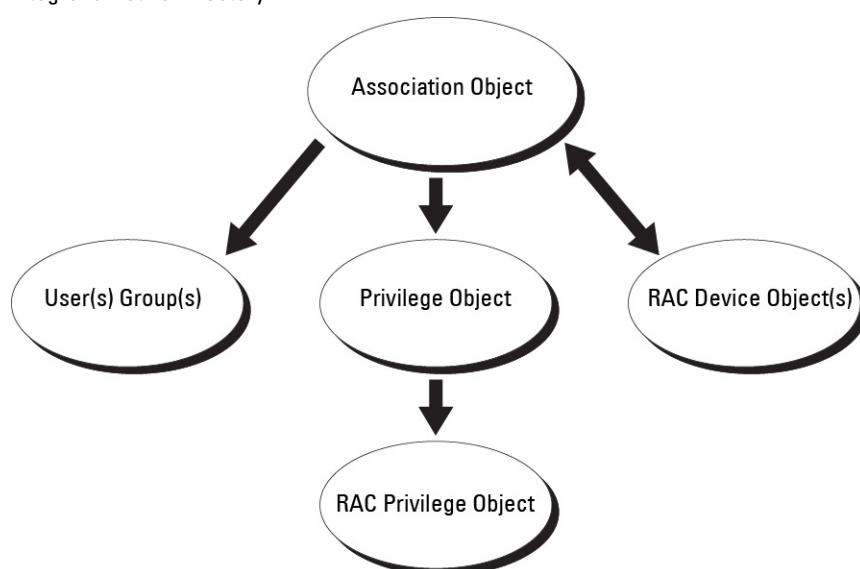 Association Object
User(s) Group(s)
Privilege Object
RAC Device Object(s)
RAC Privilege Object